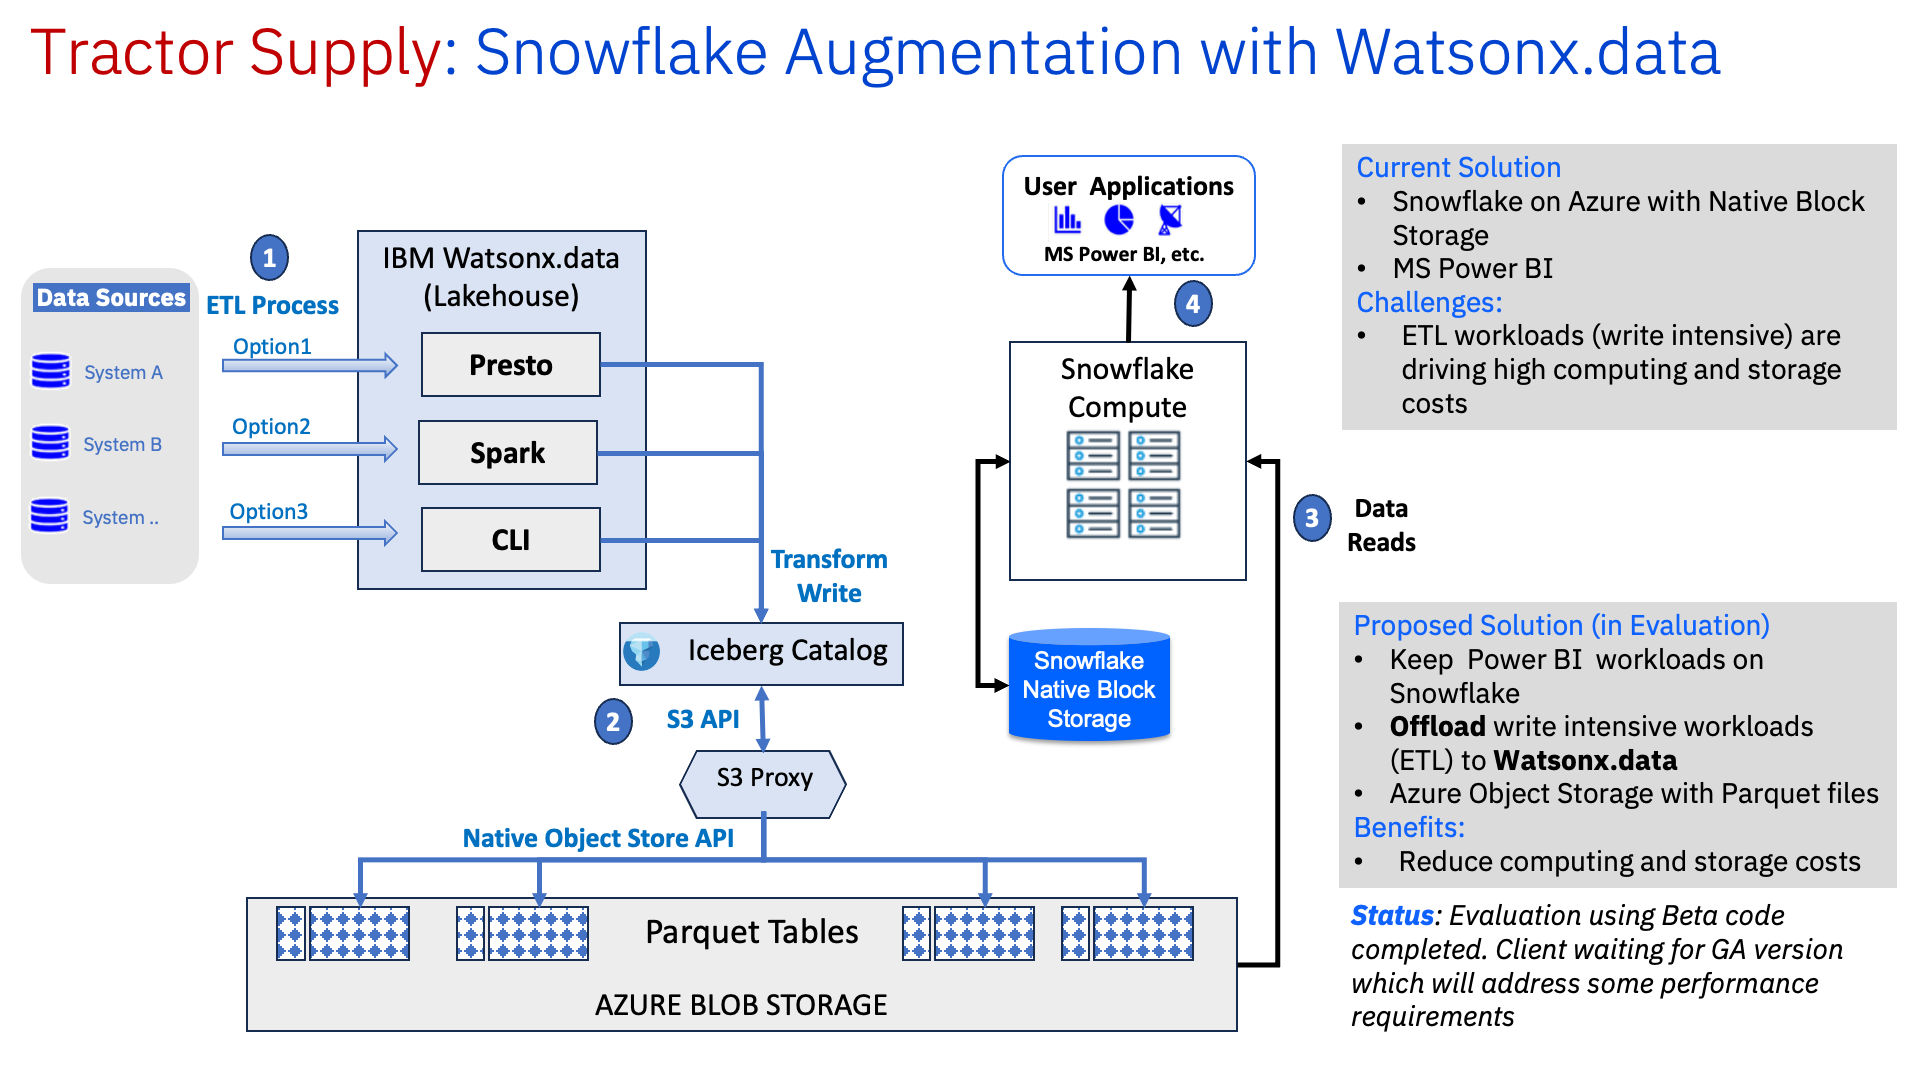 Tractor Supply: Snowflake Augmentation with Watsonx.data
Data Sources
System A
System B
System ..
1
ETL Process
Option1
Option2
Option3
IBM Watsonx.data
(Lakehouse)
Presto
Spark
CLI
Transform
Write
Iceberg Catalog
2
S3 API
S3 Proxy
Native Object Store API
Parquet Tables
AZURE BLOB STORAGE
User Applications
MS Power BI, etc.
4
Snowflake
Compute
Snowflake
Native Block
Storage
3
Data
Reads
Current Solution
• Snowflake on Azure with Native Block
Storage
• MS Power BI
Challenges:
• ETL workloads (write intensive) are
driving high computing and storage
costs
Proposed Solution (in Evaluation)
• Keep Power BI workloads on
Snowflake
• Offload write intensive workloads
(ETL) to Watsonx.data
• Azure Object Storage with Parquet files
Benefits:
• Reduce computing and storage costs
Status: Evaluation using Beta code
completed. Client waiting for GA version
which will address some performance
requirements